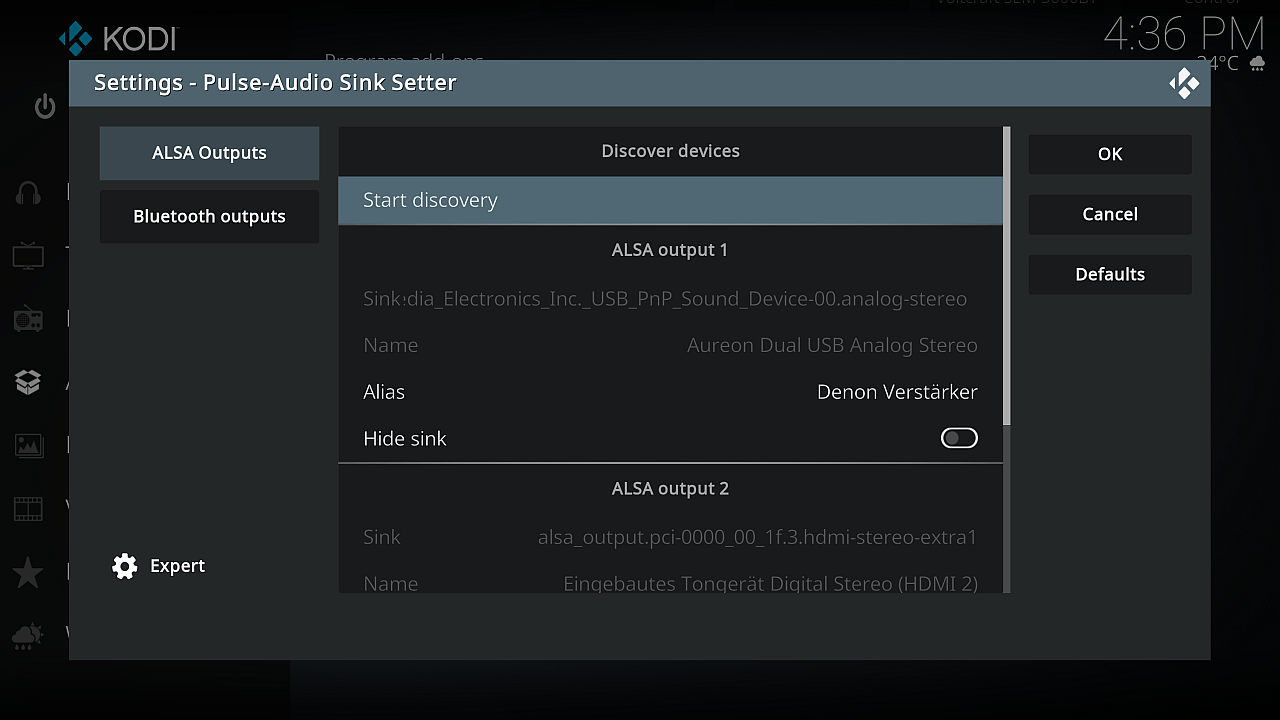 KODI
4:36 PM
Program add-ons
Settings - Pulse-Audio Sink Setter
ALSA Outputs
Bluetooth outputs
Expert
Discover devices
Start discovery
ALSA output 1
Sink dia_Electronics_Inc._USB_PnP_Sound_Device-00.analog-stereo
Name Aureon Dual USB Analog Stereo
Alias Denon Verstärker
Hide sink
ALSA output 2
Sink alsa_output.pci-0000_00_1f.3.hdmi-stereo-extra1
Name Eingebautes Tongerät Digital Stereo (HDMI 2)
OK
Cancel
Defaults